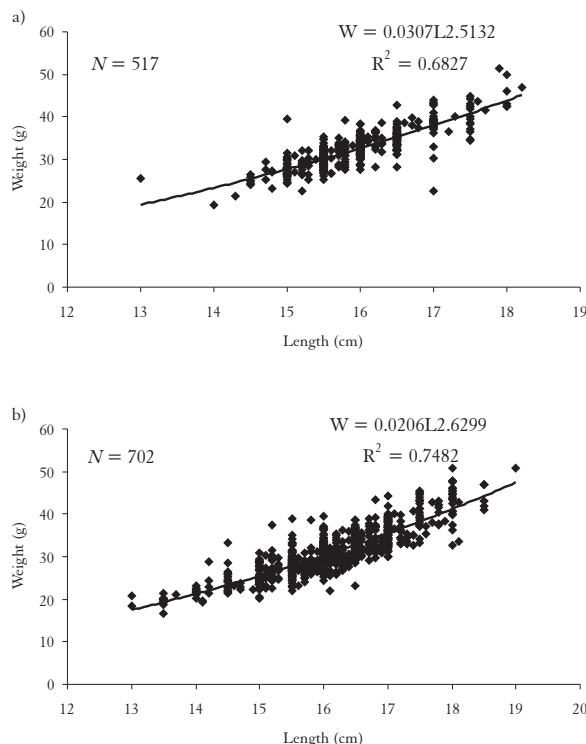 a)
W = 0.0307L2.5132
N = 517
R² = 0.6827
60
50
40
30
20
10
0
Weight (g)
12 13 14 15 16 17 18 19
Length (cm)
b)
W = 0.0206L2.6299
N = 702
R² = 0.7482
60
50
40
30
20
10
0
Weight (g)
12 13 14 15 16 17 18 19 20
Length (cm)